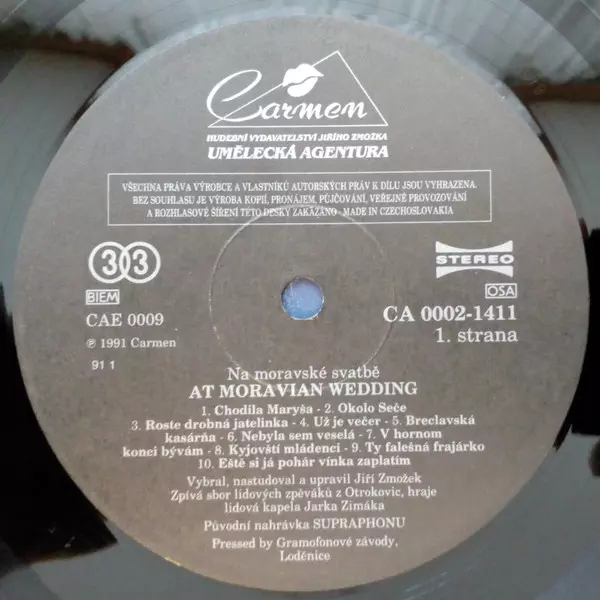 Carmen
HUDEBNÍ VYDAVATELSTVÍ JIŘÍHO ZMOŽKA
UMĚLECKÁ AGENTURA
VŠECHNA PRÁVA VÝROBCE A VLASTNÍKŮ AUTORSKÝCH PRÁV K DÍLU JSOU VYHRAZENA.
BEZ SOUHLASU JE VÝROBA KOPIÍ, PRONÁJEM, PŮJČOVÁNÍ, VEŘEJNÉ PROVOZOVÁNÍ
A ROZHLASOVÉ ŠÍŘENÍ TÉTO DESKY ZAKÁZÁNO - MADE IN CZECHOSLOVAKIA
33
STEREO
BIEM
OSA
CAE 0009
CA 0002-1411
℗ 1991 Carmen
1. strana
91 1
Na moravské svatbě
AT MORAVIAN WEDDING
1. Chodila Maryša - 2. Okolo Seče
3. Roste drobná jatelinka - 4. Už je večer - 5. Breclavská
kasárňa - 6. Nebyla sem veselá - 7. V hornom
konci bývám - 8. Kyjovští mládenci - 9. Ty falešná frajárko
10. Eště si já pohár vínka zaplatím
Vybral, nastudoval a upravil Jiří Zmožek
Zpívá sbor lidových zpěváků z Otrokovic, hraje
lidová kapela Jarka Zimáka
Původní nahrávka SUPRAPHONU
Pressed by Gramofonové závody,
Loděnice